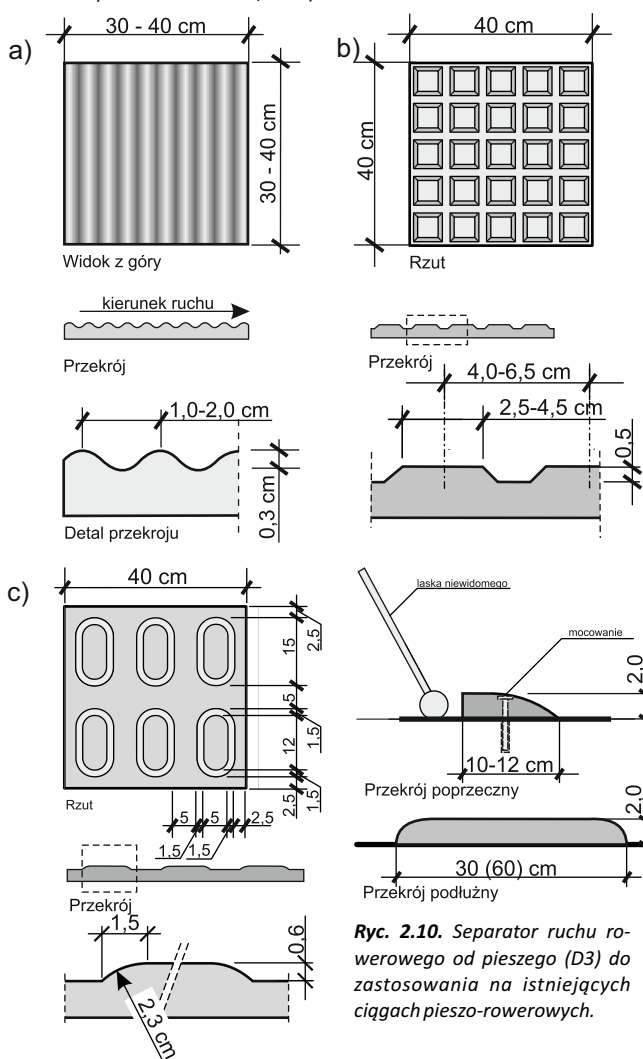 a)
30 - 40 cm
30 - 40 cm
Widok z góry
kierunek ruchu
Przekrój
1,0-2,0 cm
0,3 cm
Detal przekroju
b)
40 cm
40 cm
Rzut
Przekrój
4,0-6,5 cm
2,5-4,5 cm
0.5
c)
40 cm
15
2,5
5
12
1,5
2,5
1,5
Rzut
5
5
2,5
1,5
1,5
Przekrój
1,5
0,6
2,3 cm
laska niewidomego
mocowanie
2,0
10-12 cm
Przekrój poprzeczny
2,0
30 (60) cm
Przekrój podłużny
Ryc. 2.10. Separator ruchu ro-
werowego od pieszego (D3) do
zastosowania na istniejących
ciągach pieszo-rowerowych.